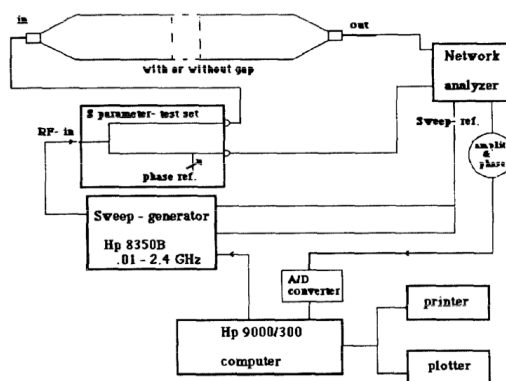 in
out
with or without gap
Network
analyzer
S parameter- test set
RF- in
phase ref.
Sweep- ref.
amplit
&
phase
Sweep - generator
Hp 8350B
.01 - 2.4 GHz
A/D
converter
Hp 9000/300
computer
printer
plotter